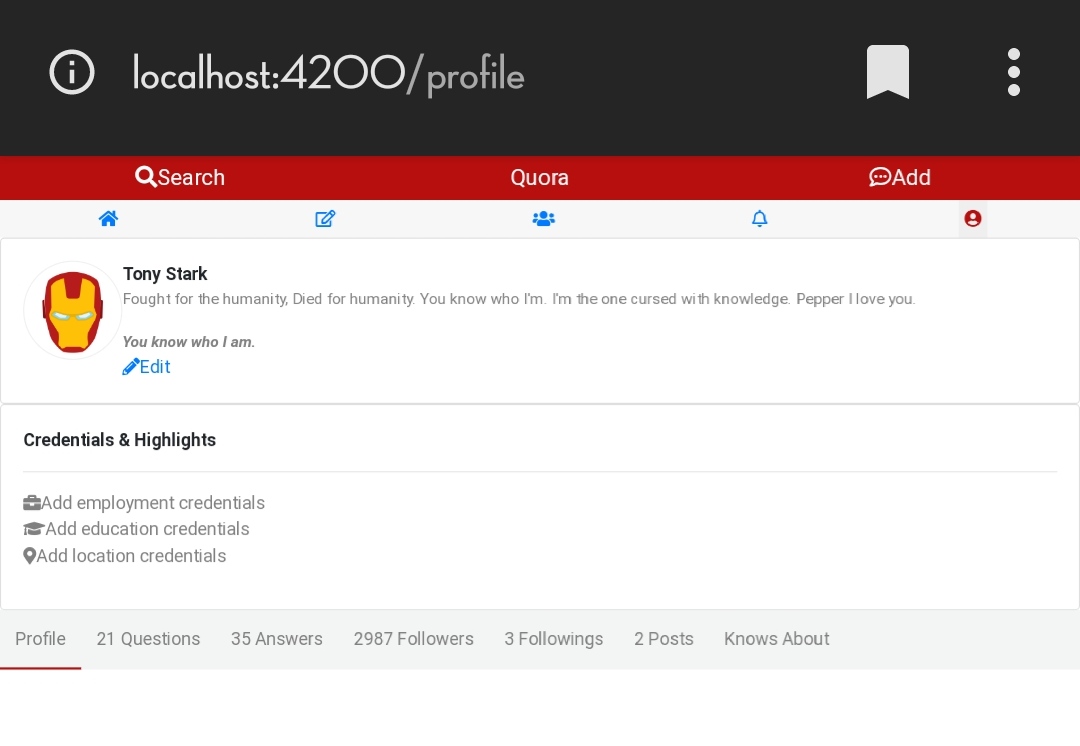 localhost:4200/profile
Search Quora Add
Tony Stark
Fought for the humanity, Died for humanity. You know who I'm. I'm the one cursed with knowledge. Pepper I love you.
You know who I am.
Edit
Credentials & Highlights
Add employment credentials
Add education credentials
Add location credentials
Profile 21 Questions 35 Answers 2987 Followers 3 Followings 2 Posts Knows About